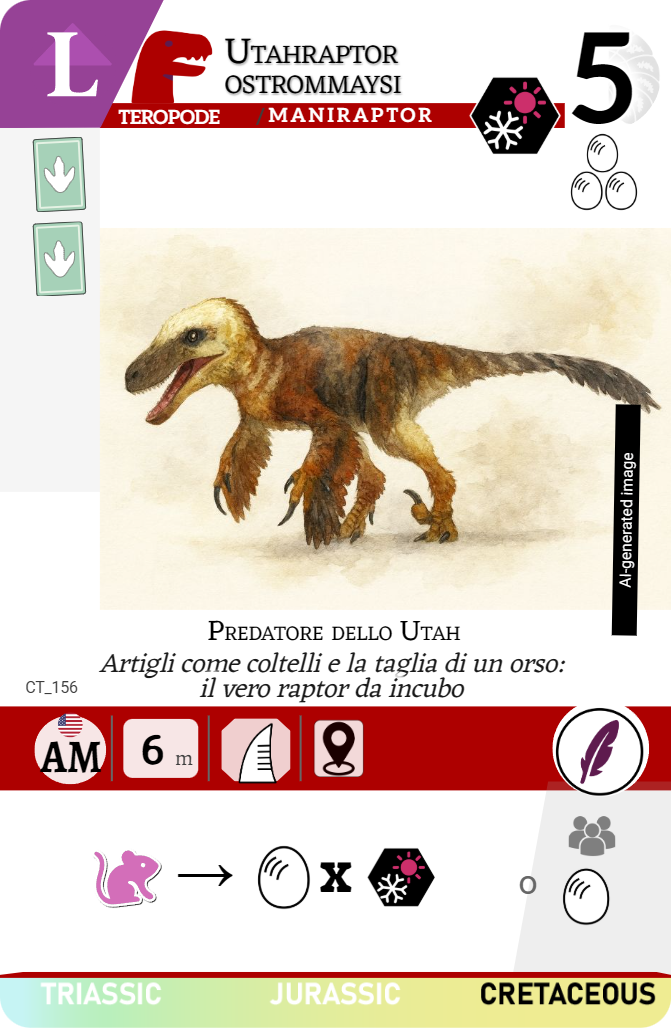 L
UTAHRAPTOR
OSTROMMAYSI
5
TEROPODE / MANIRAPTOR
AI-generated image
PREDATORE DELLO UTAH
Artigli come coltelli e la taglia di un orso:
il vero raptor da incubo
CT_156
AM
6 m
x
o
TRIASSIC JURASSIC CRETACEOUS